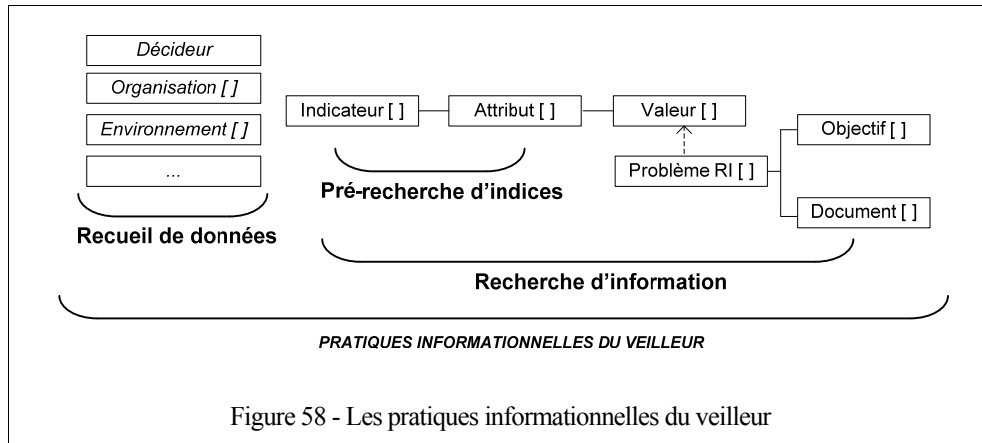 Décideur
Organisation [ ]
Environnement [ ]
...
Recueil de données
Indicateur [ ]
Attribut [ ]
Valeur [ ]
Problème RI [ ]
Objectif [ ]
Document [ ]
Pré-recherche d'indices
Recherche d'information
PRATIQUES INFORMATIONNELLES DU VEILLEUR
Figure 58 - Les pratiques informationnelles du veilleur